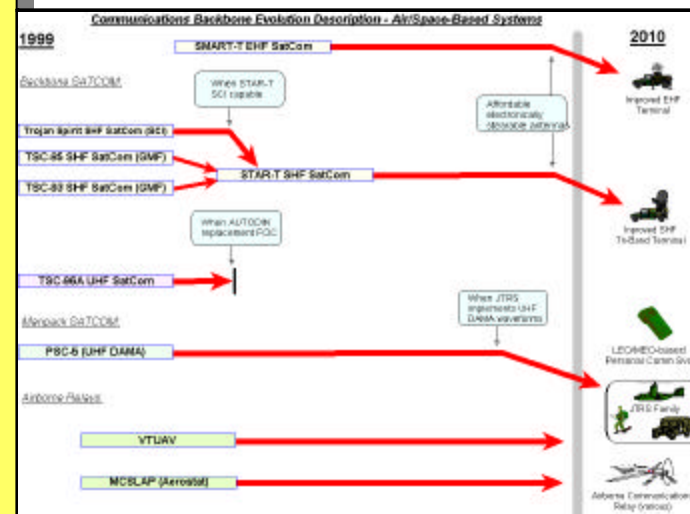 Communications Backbone Evolution Description - Air/Space-Based Systems
1999
2010
SMART-T EHF SatCom
Backbone SATCOM:
When STAR-T
SCI capable
Affordable
electronically
steerable antennas
Improved EHF
Terminal
Trojan Spirit SHF SatCom (SCI)
TSC-85 SHF SatCom (GMF)
STAR-T SHF SatCom
TSC-93 SHF SatCom (GMF)
When AUTODIN
replacement FOC
Improved SHF
Tri-Band Terminal
TSC-96A UHF SatCom
When JTRS
implements UHF
DAMA waveforms
Manpack SATCOM:
PSC-5 (UHF DAMA)
LEO/MEO-based
Personal Comm Svc
Airborne Relays:
JTRS Family
VTUAV
MCSLAP (Aerostat)
Airborne Communications
Relay (various)